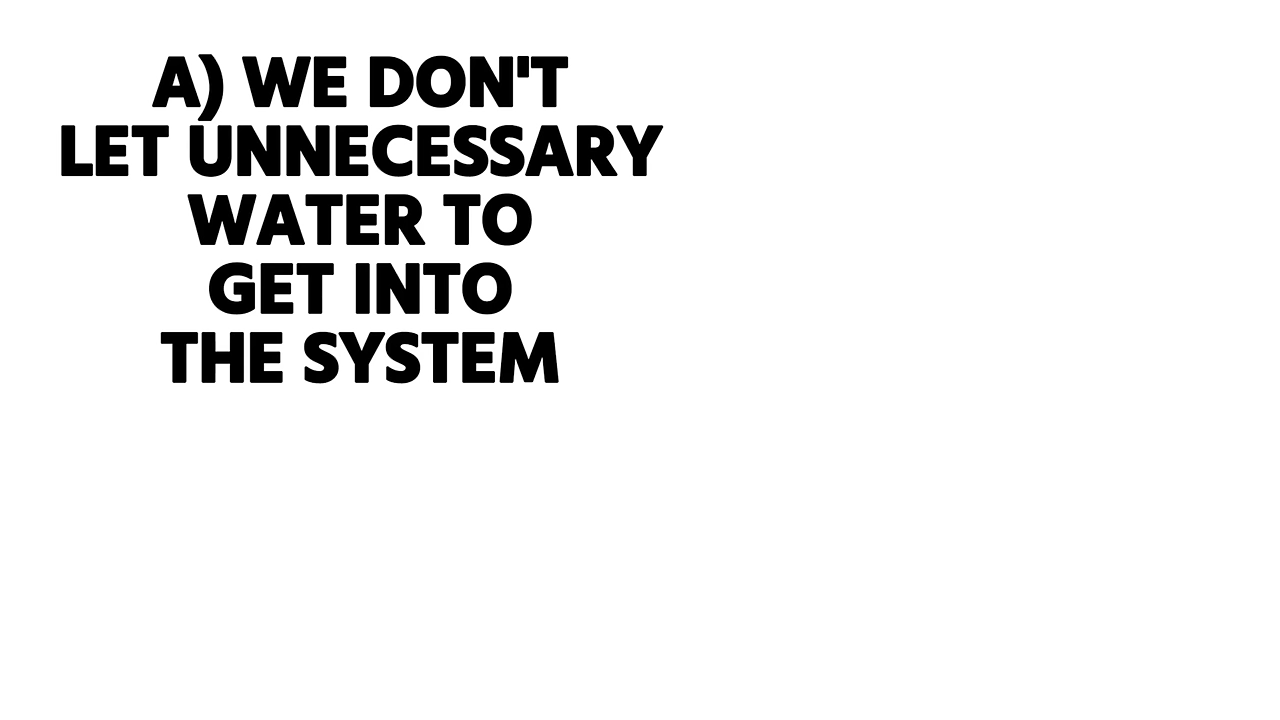 A) WE DON'T
LET UNNECESSARY
WATER TO
GET INTO
THE SYSTEM